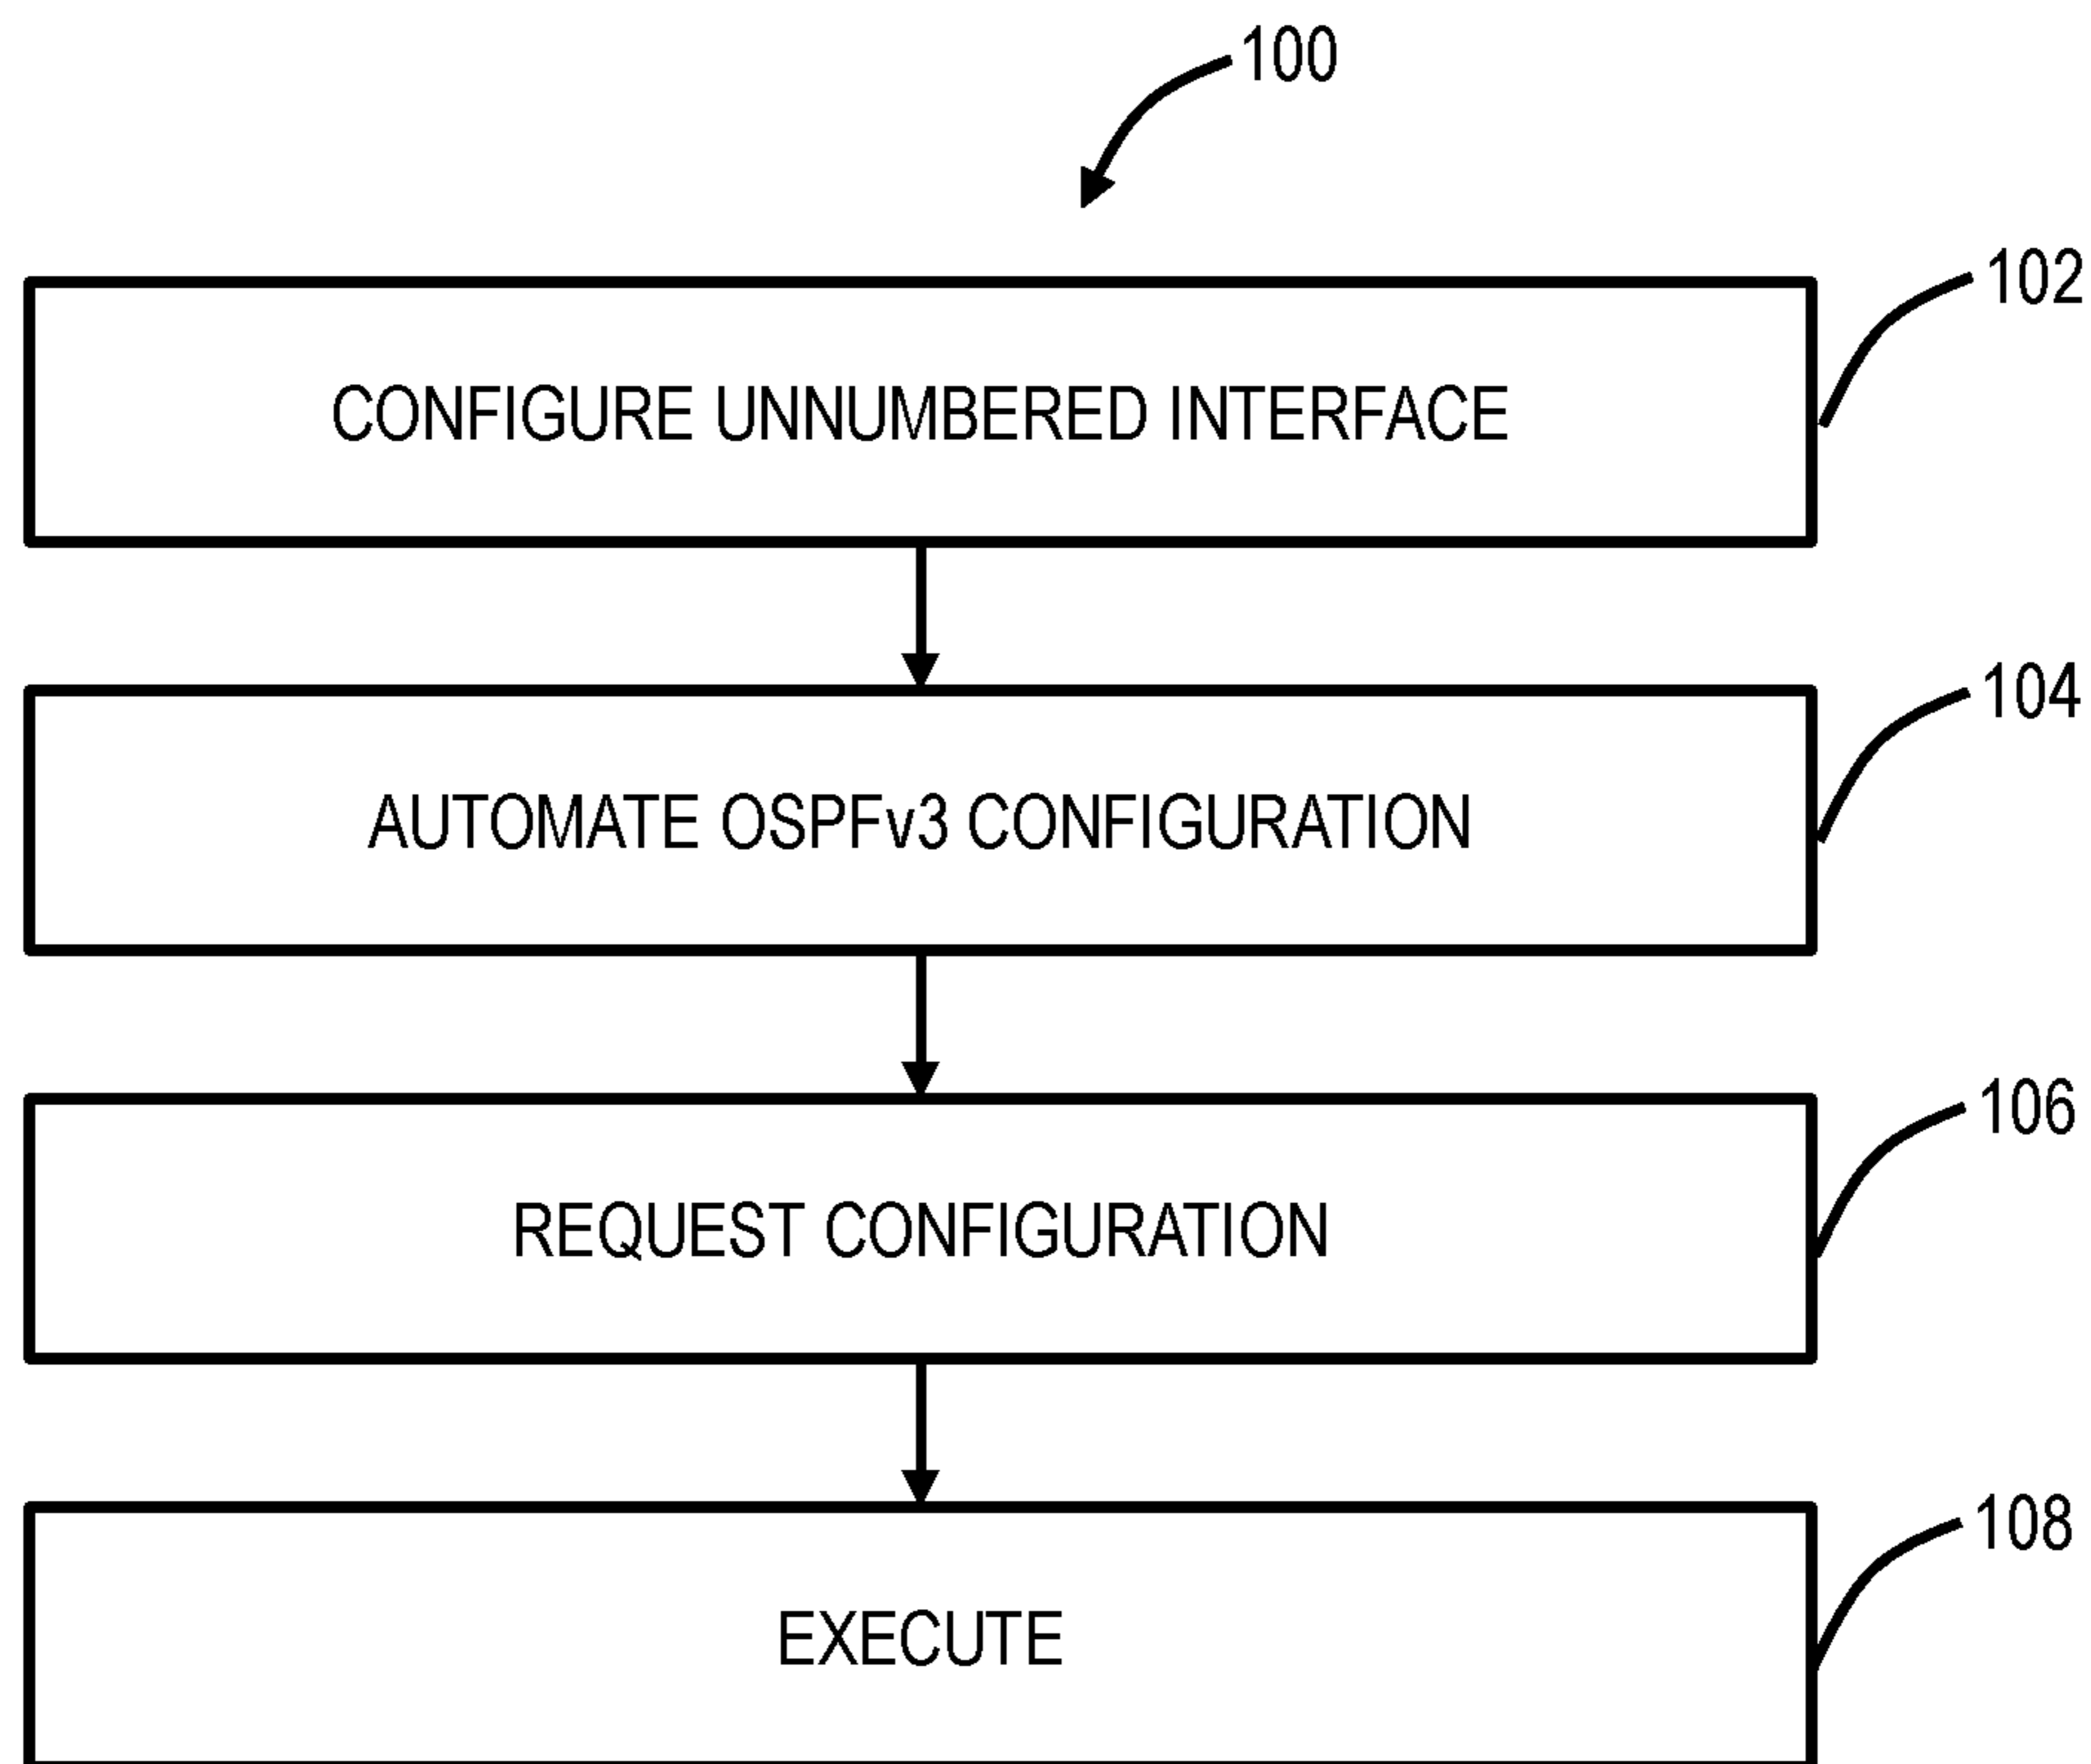 100
102
CONFIGURE UNNUMBERED INTERFACE
104
AUTOMATE OSPFv3 CONFIGURATION
106
REQUEST CONFIGURATION
108
EXECUTE